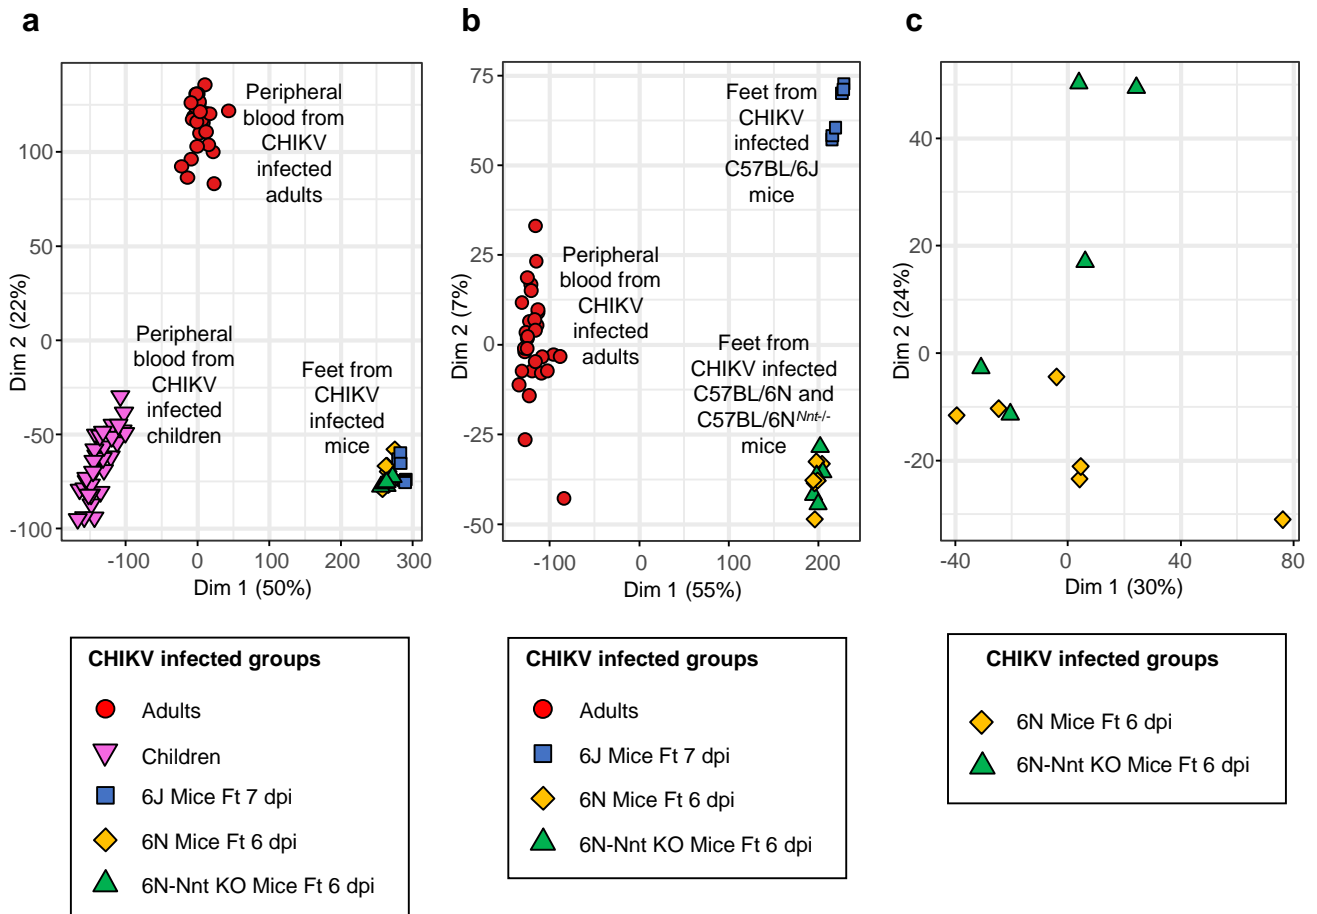 a
Peripheral
blood from
CHIKV
infected
adults
Peripheral
blood from
CHIKV
infected
children
Feet from
CHIKV
infected
mice
100
50
0
-50
-100
Dim 2 (22%)
-100
0
100
200
300
Dim 1 (50%)
CHIKV infected groups
Adults
Children
6J Mice Ft 7 dpi
6N Mice Ft 6 dpi
6N-Nnt KO Mice Ft 6 dpi
b
Feet from
CHIKV
infected
C57BL/6J
mice
Peripheral
blood from
CHIKV
infected
adults
Feet from
CHIKV infected
C57BL/6N and
C57BL/6N^Nnt-/-
mice
75
50
25
0
-25
-50
Dim 2 (7%)
-100
0
100
200
Dim 1 (55%)
CHIKV infected groups
Adults
6J Mice Ft 7 dpi
6N Mice Ft 6 dpi
6N-Nnt KO Mice Ft 6 dpi
c
40
20
0
-20
Dim 2 (24%)
-40
0
40
80
Dim 1 (30%)
CHIKV infected groups
6N Mice Ft 6 dpi
6N-Nnt KO Mice Ft 6 dpi